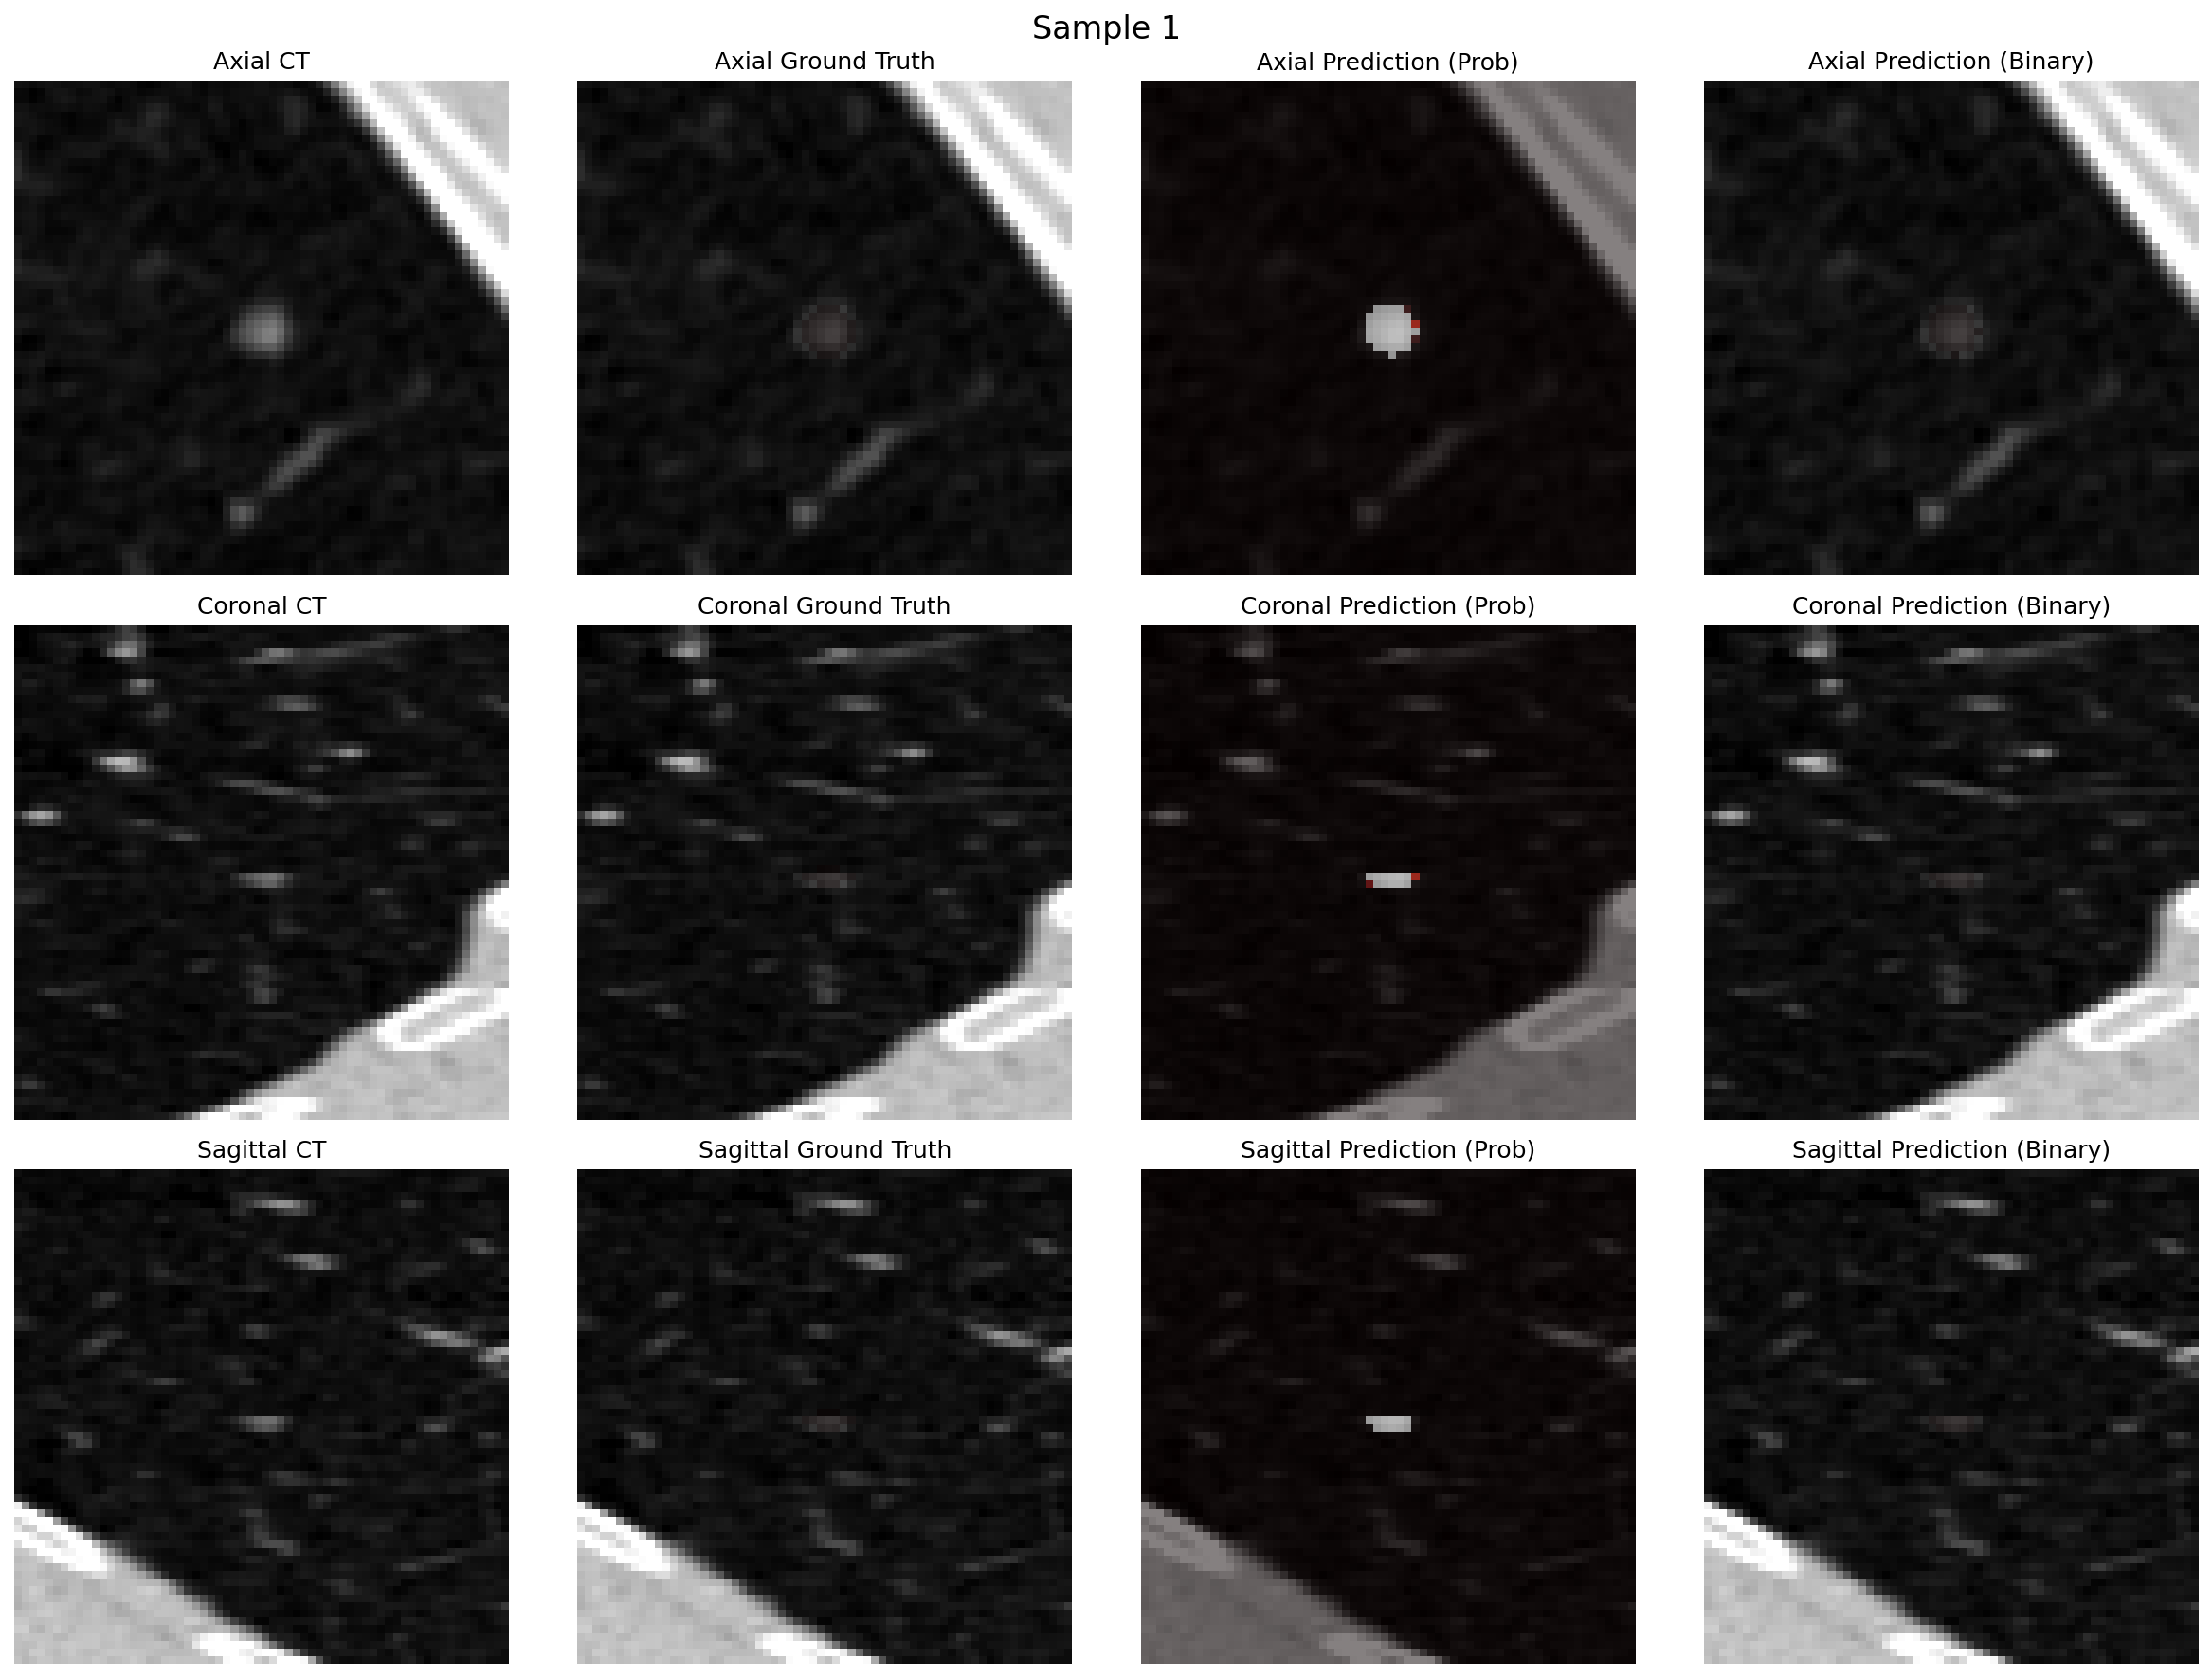 Sample 1
Axial CT
Axial Ground Truth
Axial Prediction (Prob)
Axial Prediction (Binary)
Coronal CT
Coronal Ground Truth
Coronal Prediction (Prob)
Coronal Prediction (Binary)
Sagittal CT
Sagittal Ground Truth
Sagittal Prediction (Prob)
Sagittal Prediction (Binary)